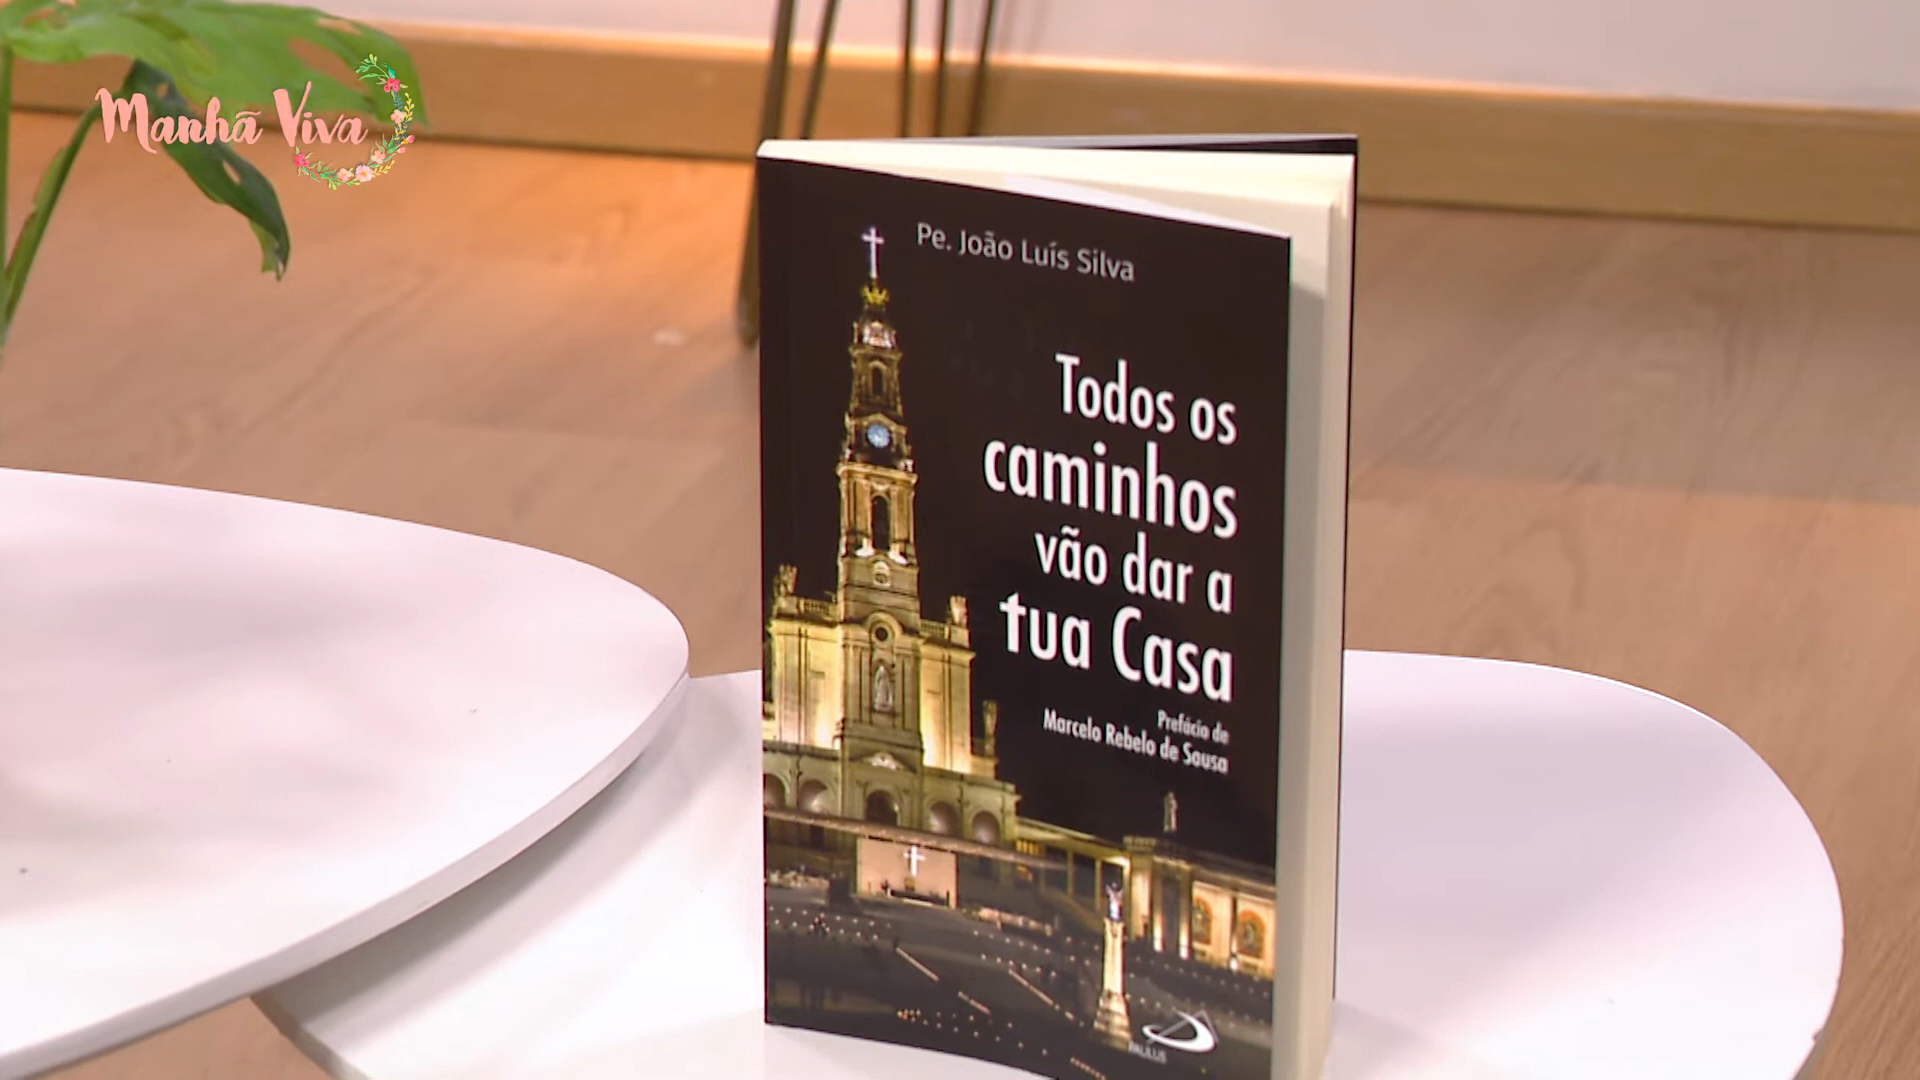 Manhã Viva
Pe. João Luís Silva
Todos os
caminhos
vão dar a
tua Casa
Prefácio de
Marcelo Rebelo de Sousa
PAULUS